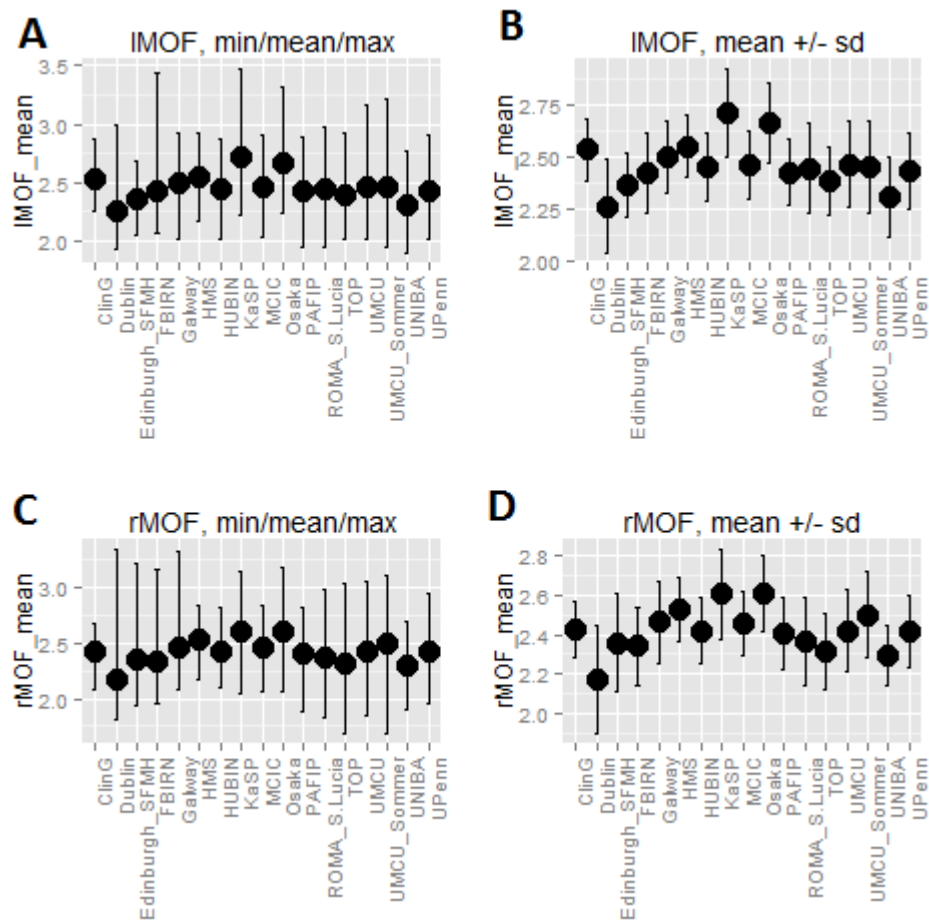 A
lMOF, min/mean/max
lMOF_mean
3.5
3.0
2.5
2.0
ClinG
Dublin
Edinburgh_SFMH
FBIRN
Galway
HMS
HUBIN
KaSP
MCIC
Osaka
PAFIP
ROMA_S.Lucia
TOP
UMCU
UMCU_Sommer
UNIBA
UPenn
B
lMOF, mean +/- sd
lMOF_mean
2.75
2.50
2.25
2.00
ClinG
Dublin
Edinburgh_SFMH
FBIRN
Galway
HMS
HUBIN
KaSP
MCIC
Osaka
PAFIP
ROMA_S.Lucia
TOP
UMCU
UMCU_Sommer
UNIBA
UPenn
C
rMOF, min/mean/max
rMOF_mean
3.0
2.5
2.0
ClinG
Dublin
Edinburgh_SFMH
FBIRN
Galway
HMS
HUBIN
KaSP
MCIC
Osaka
PAFIP
ROMA_S.Lucia
TOP
UMCU
UMCU_Sommer
UNIBA
UPenn
D
rMOF, mean +/- sd
rMOF_mean
2.8
2.6
2.4
2.2
2.0
ClinG
Dublin
Edinburgh_SFMH
FBIRN
Galway
HMS
HUBIN
KaSP
MCIC
Osaka
PAFIP
ROMA_S.Lucia
TOP
UMCU
UMCU_Sommer
UNIBA
UPenn